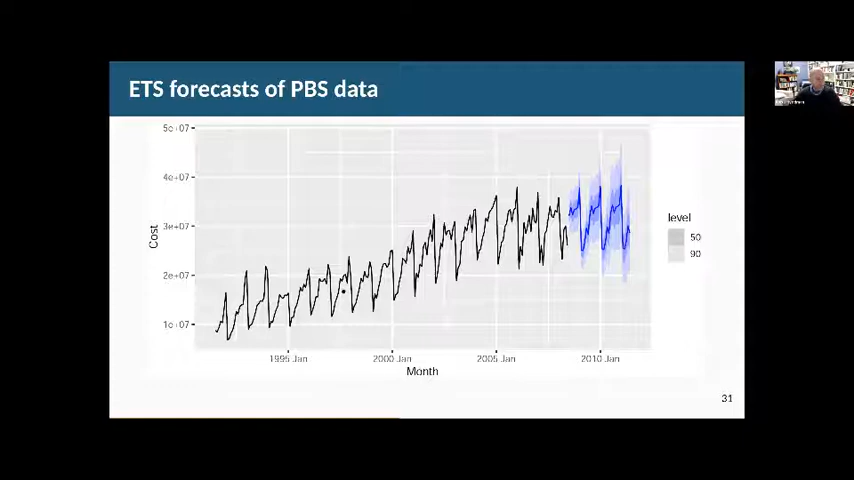 ETS forecasts of PBS data
5e+07
4e+07
3e+07
2e+07
1e+07
Cost
1995 Jan
2000 Jan
2005 Jan
2010 Jan
Month
level
50
90
31